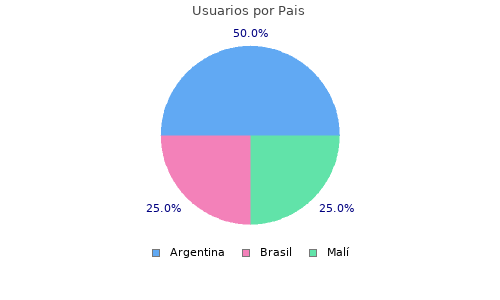 Usuarios por Pais
50.0%
25.0%
25.0%
Argentina
Brasil
Malí